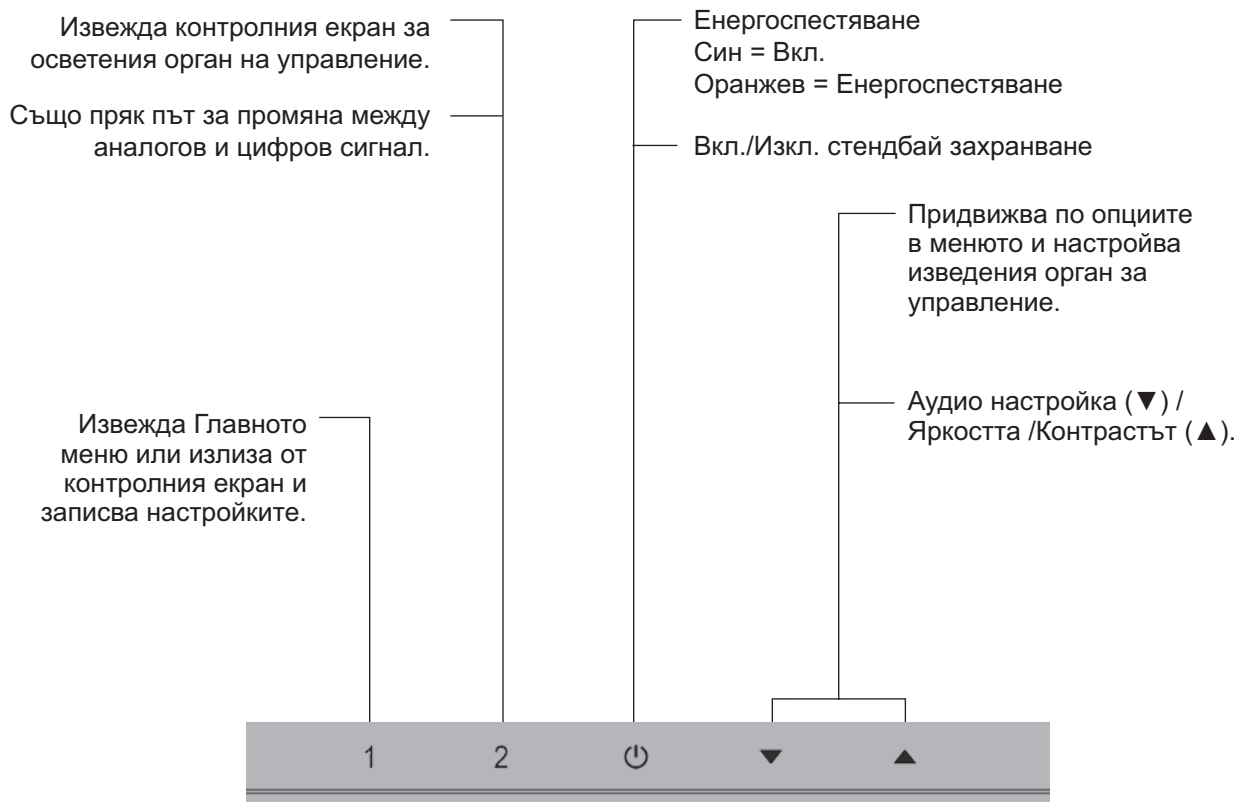 Извежда контролния екран за
осветения орган на управление.
Също пряк път за промяна между
аналогов и цифров сигнал.
Енергоспестяване
Син = Вкл.
Оранжев = Енергоспестяване
Вкл./Изкл. стендбай захранване
Придвижва по опциите
в менюто и настройва
изведения орган за
управление.
Извежда Главното
меню или излиза от
контролния екран и
записва настройките.
Аудио настройка (▼) /
Яркостта /Контрастът (▲).
1 2 ⏻ ▼ ▲